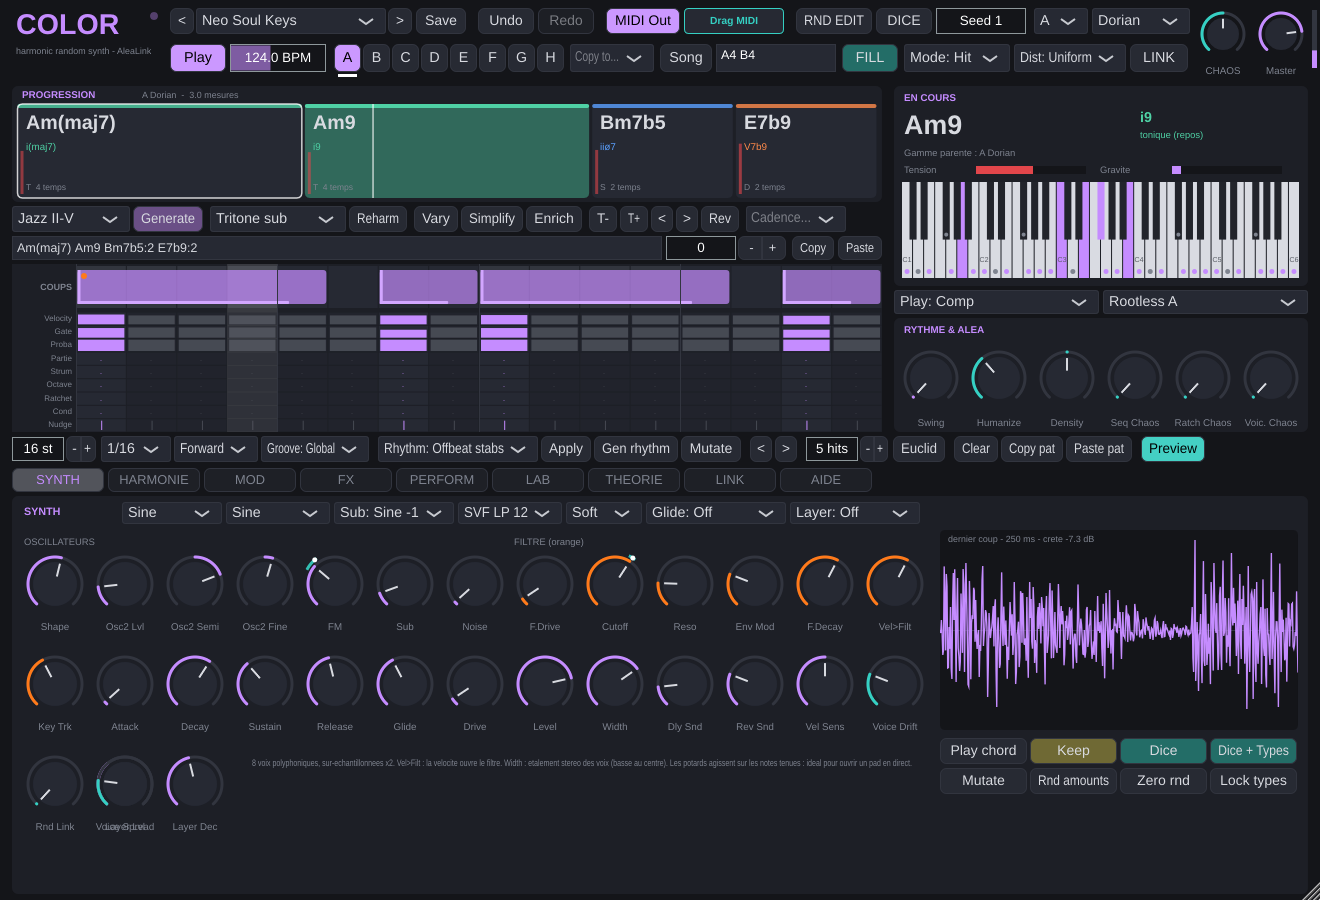 COLOR
harmonic random synth - AleaLink
< Neo Soul Keys > Save Undo Redo MIDI Out Drag MIDI RND EDIT DICE Seed 1 A Dorian
Play 124.0 BPM A B C D E F G H Copy to... Song A4 B4 FILL Mode: Hit Dist: Uniform LINK
CHAOS Master
PROGRESSION A Dorian - 3.0 mesures
Am(maj7) Am9 Bm7b5 E7b9
i(maj7) i9 iiø7 V7b9
T 4 temps T 4 temps S 2 temps D 2 temps
EN COURS
Am9 i9
tonique (repos)
Gamme parente : A Dorian
Tension Gravite
C1 C2 C3 C4 C5 C6
Jazz II-V Generate Tritone sub Reharm Vary Simplify Enrich T- T+ < > Rev Cadence...
Am(maj7) Am9 Bm7b5:2 E7b9:2 0 - + Copy Paste
Play: Comp Rootless A
COUPS
Velocity
Gate
Proba
Partie
Strum
Octave
Ratchet
Cond
Nudge
RYTHME & ALEA
Swing Humanize Density Seq Chaos Ratch Chaos Voic. Chaos
16 st - + 1/16 Forward Groove: Global Rhythm: Offbeat stabs Apply Gen rhythm Mutate < > 5 hits - + Euclid Clear Copy pat Paste pat Preview
SYNTH HARMONIE MOD FX PERFORM LAB THEORIE LINK AIDE
SYNTH Sine Sine Sub: Sine -1 SVF LP 12 Soft Glide: Off Layer: Off
OSCILLATEURS FILTRE (orange)
dernier coup - 250 ms - crete -7.3 dB
Shape Osc2 Lvl Osc2 Semi Osc2 Fine FM Sub Noise F.Drive Cutoff Reso Env Mod F.Decay Vel>Filt
Key Trk Attack Decay Sustain Release Glide Drive Level Width Dly Snd Rev Snd Vel Sens Voice Drift
8 voix polyphoniques, sur-echantillonnees x2. Vel>Filt : la velocite ouvre le filtre. Width : etalement stereo des voix (basse au centre). Les potards agissent sur les notes tenues : ideal pour ouvrir un pad en direct.
Rnd Link Layer Dec
Play chord Keep Dice Dice + Types
Mutate Rnd amounts Zero rnd Lock types